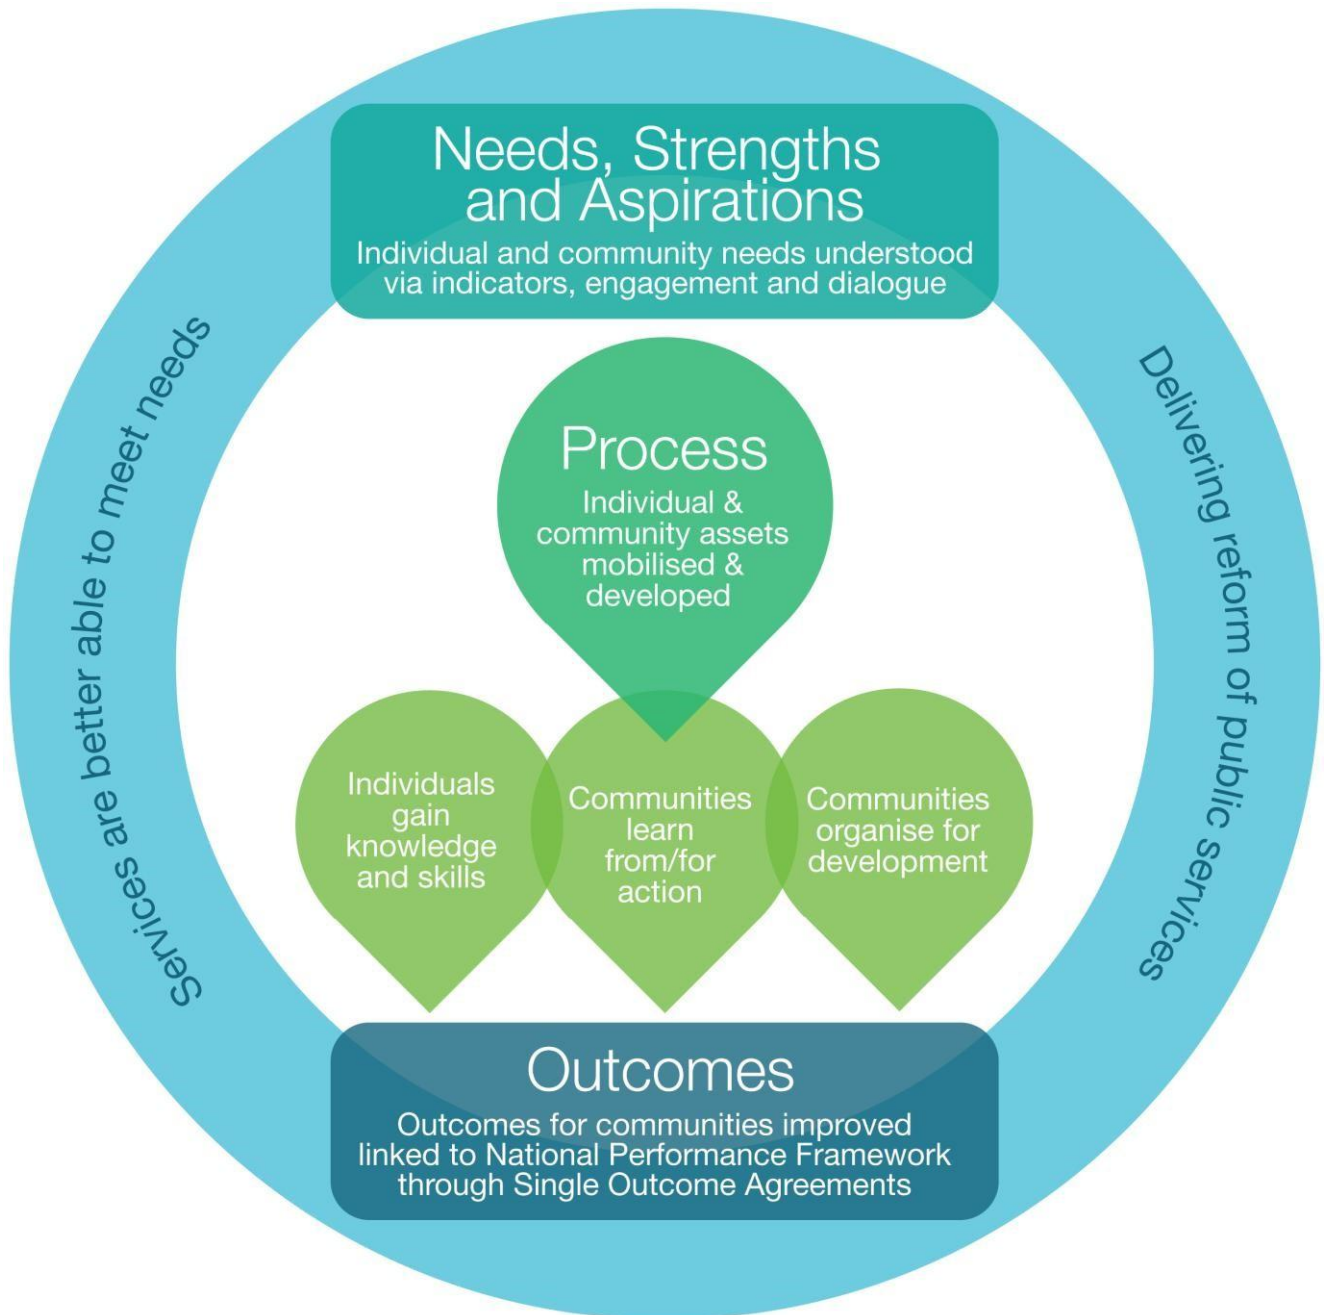 Needs, Strengths
and Aspirations
Individual and community needs understood
via indicators, engagement and dialogue
Services are better able to meet needs
Delivering reform of public services
Process
Individual &
community assets
mobilised &
developed
Individuals
gain
knowledge
and skills
Communities
learn
from/for
action
Communities
organise for
development
Outcomes
Outcomes for communities improved
linked to National Performance Framework
through Single Outcome Agreements